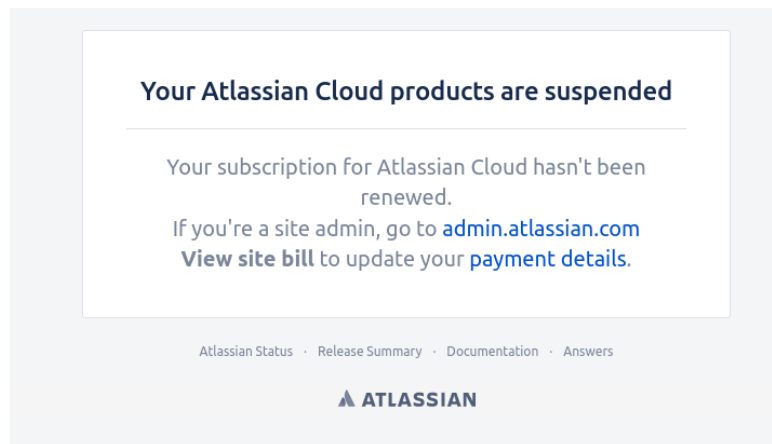 Your Atlassian Cloud products are suspended
Your subscription for Atlassian Cloud hasn't been
renewed.
If you're a site admin, go to admin.atlassian.com
View site bill to update your payment details.
Atlassian Status · Release Summary · Documentation · Answers
ATLASSIAN